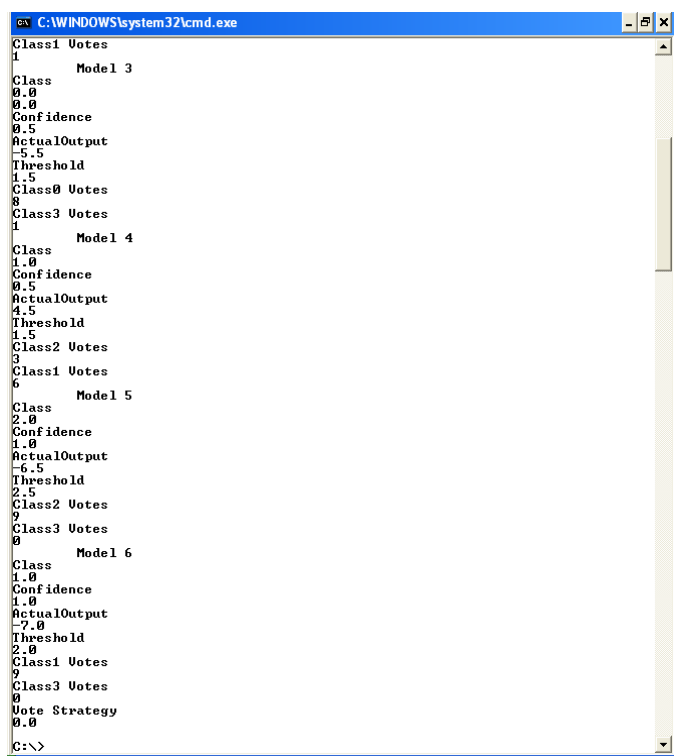 C:\WINDOWS\system32\cmd.exe
Class1 Votes
1
Model 3
Class
0.0
0.0
Confidence
0.5
ActualOutput
-5.5
Threshold
1.5
Class0 Votes
8
Class3 Votes
1
Model 4
Class
1.0
Confidence
0.5
ActualOutput
4.5
Threshold
1.5
Class2 Votes
3
Class1 Votes
6
Model 5
Class
2.0
Confidence
1.0
ActualOutput
-6.5
Threshold
2.5
Class2 Votes
9
Class3 Votes
0
Model 6
Class
1.0
Confidence
1.0
ActualOutput
-7.0
Threshold
2.0
Class1 Votes
9
Class3 Votes
0
Vote Strategy
0.0
C:\>